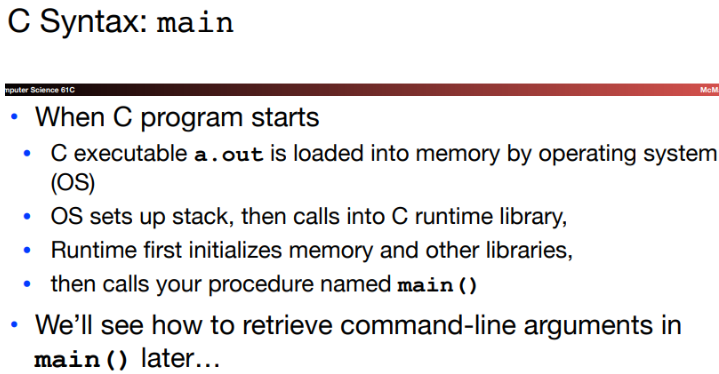 C Syntax: main
mputer Science 61C
McM
• When C program starts
• C executable a.out is loaded into memory by operating system
(OS)
• OS sets up stack, then calls into C runtime library,
• Runtime first initializes memory and other libraries,
• then calls your procedure named main()
• We'll see how to retrieve command-line arguments in
main() later…